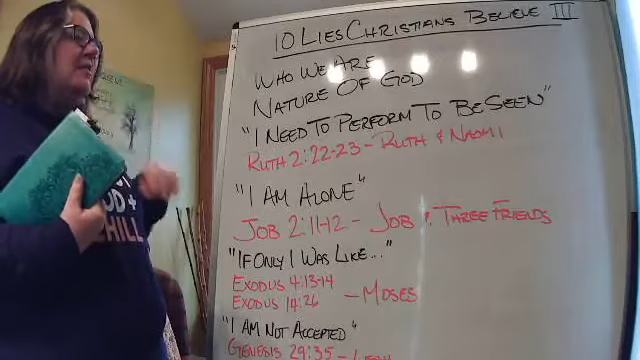 10 LIES CHRISTIANS BELIEVE III
WHO WE ARE
NATURE OF GOD
"I NEED TO PERFORM TO BE SEEN"
RUTH 2:22-23 - RUTH & NAOMI
"I AM ALONE"
JOB 2:11-12 - JOB & THREE FRIENDS
"IF ONLY I WAS LIKE..."
EXODUS 4:13-14
EXODUS 14:26
- MOSES
"I AM NOT ACCEPTED"
GENESIS 29:35 -
CHILL